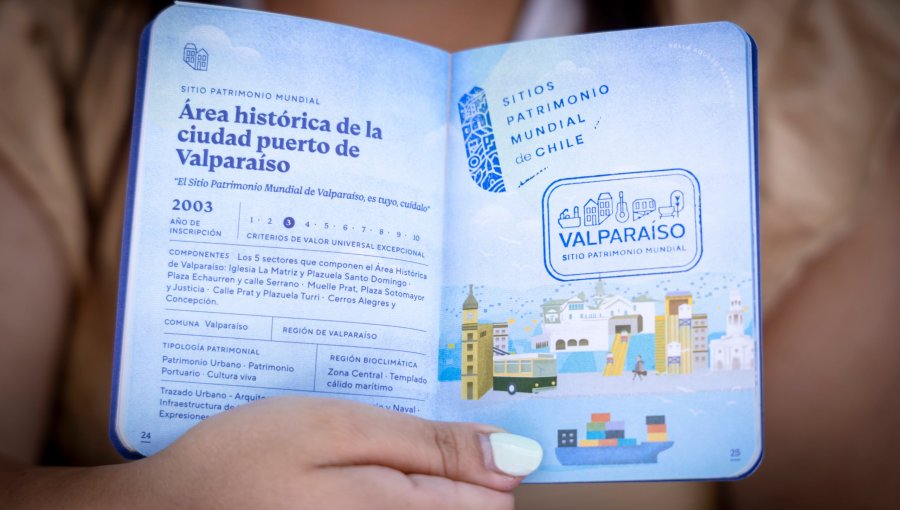 SITIO PATRIMONIO MUNDIAL
Área histórica de la
ciudad puerto de
Valparaíso
"El Sitio Patrimonio Mundial de Valparaíso, es tuyo, cuídalo"
2003
AÑO DE
INSCRIPCIÓN
1 · 2 3 4 · 5 · 6 · 7 · 8 · 9 · 10
CRITERIOS DE VALOR UNIVERSAL EXCEPCIONAL
COMPONENTES Los 5 sectores que componen el Área Histórica
de Valparaíso: Iglesia La Matriz y Plazuela Santo Domingo ·
Plaza Echaurren y calle Serrano · Muelle Prat, Plaza Sotomayor
y Justicia · Calle Prat y Plazuela Turri · Cerros Alegres y
Concepción.
COMUNA Valparaíso
REGIÓN DE VALPARAÍSO
TIPOLOGÍA PATRIMONIAL
Patrimonio Urbano · Patrimonio
Portuario · Cultura viva
REGIÓN BIOCLIMÁTICA
Zona Central · Templado
cálido marítimo
Trazado Urbano - y Naval ·
Infraestructura de
24
SITIOS
PATRIMONIO
MUNDIAL
de CHILE
VALPARAÍSO
SITIO PATRIMONIO MUNDIAL
25